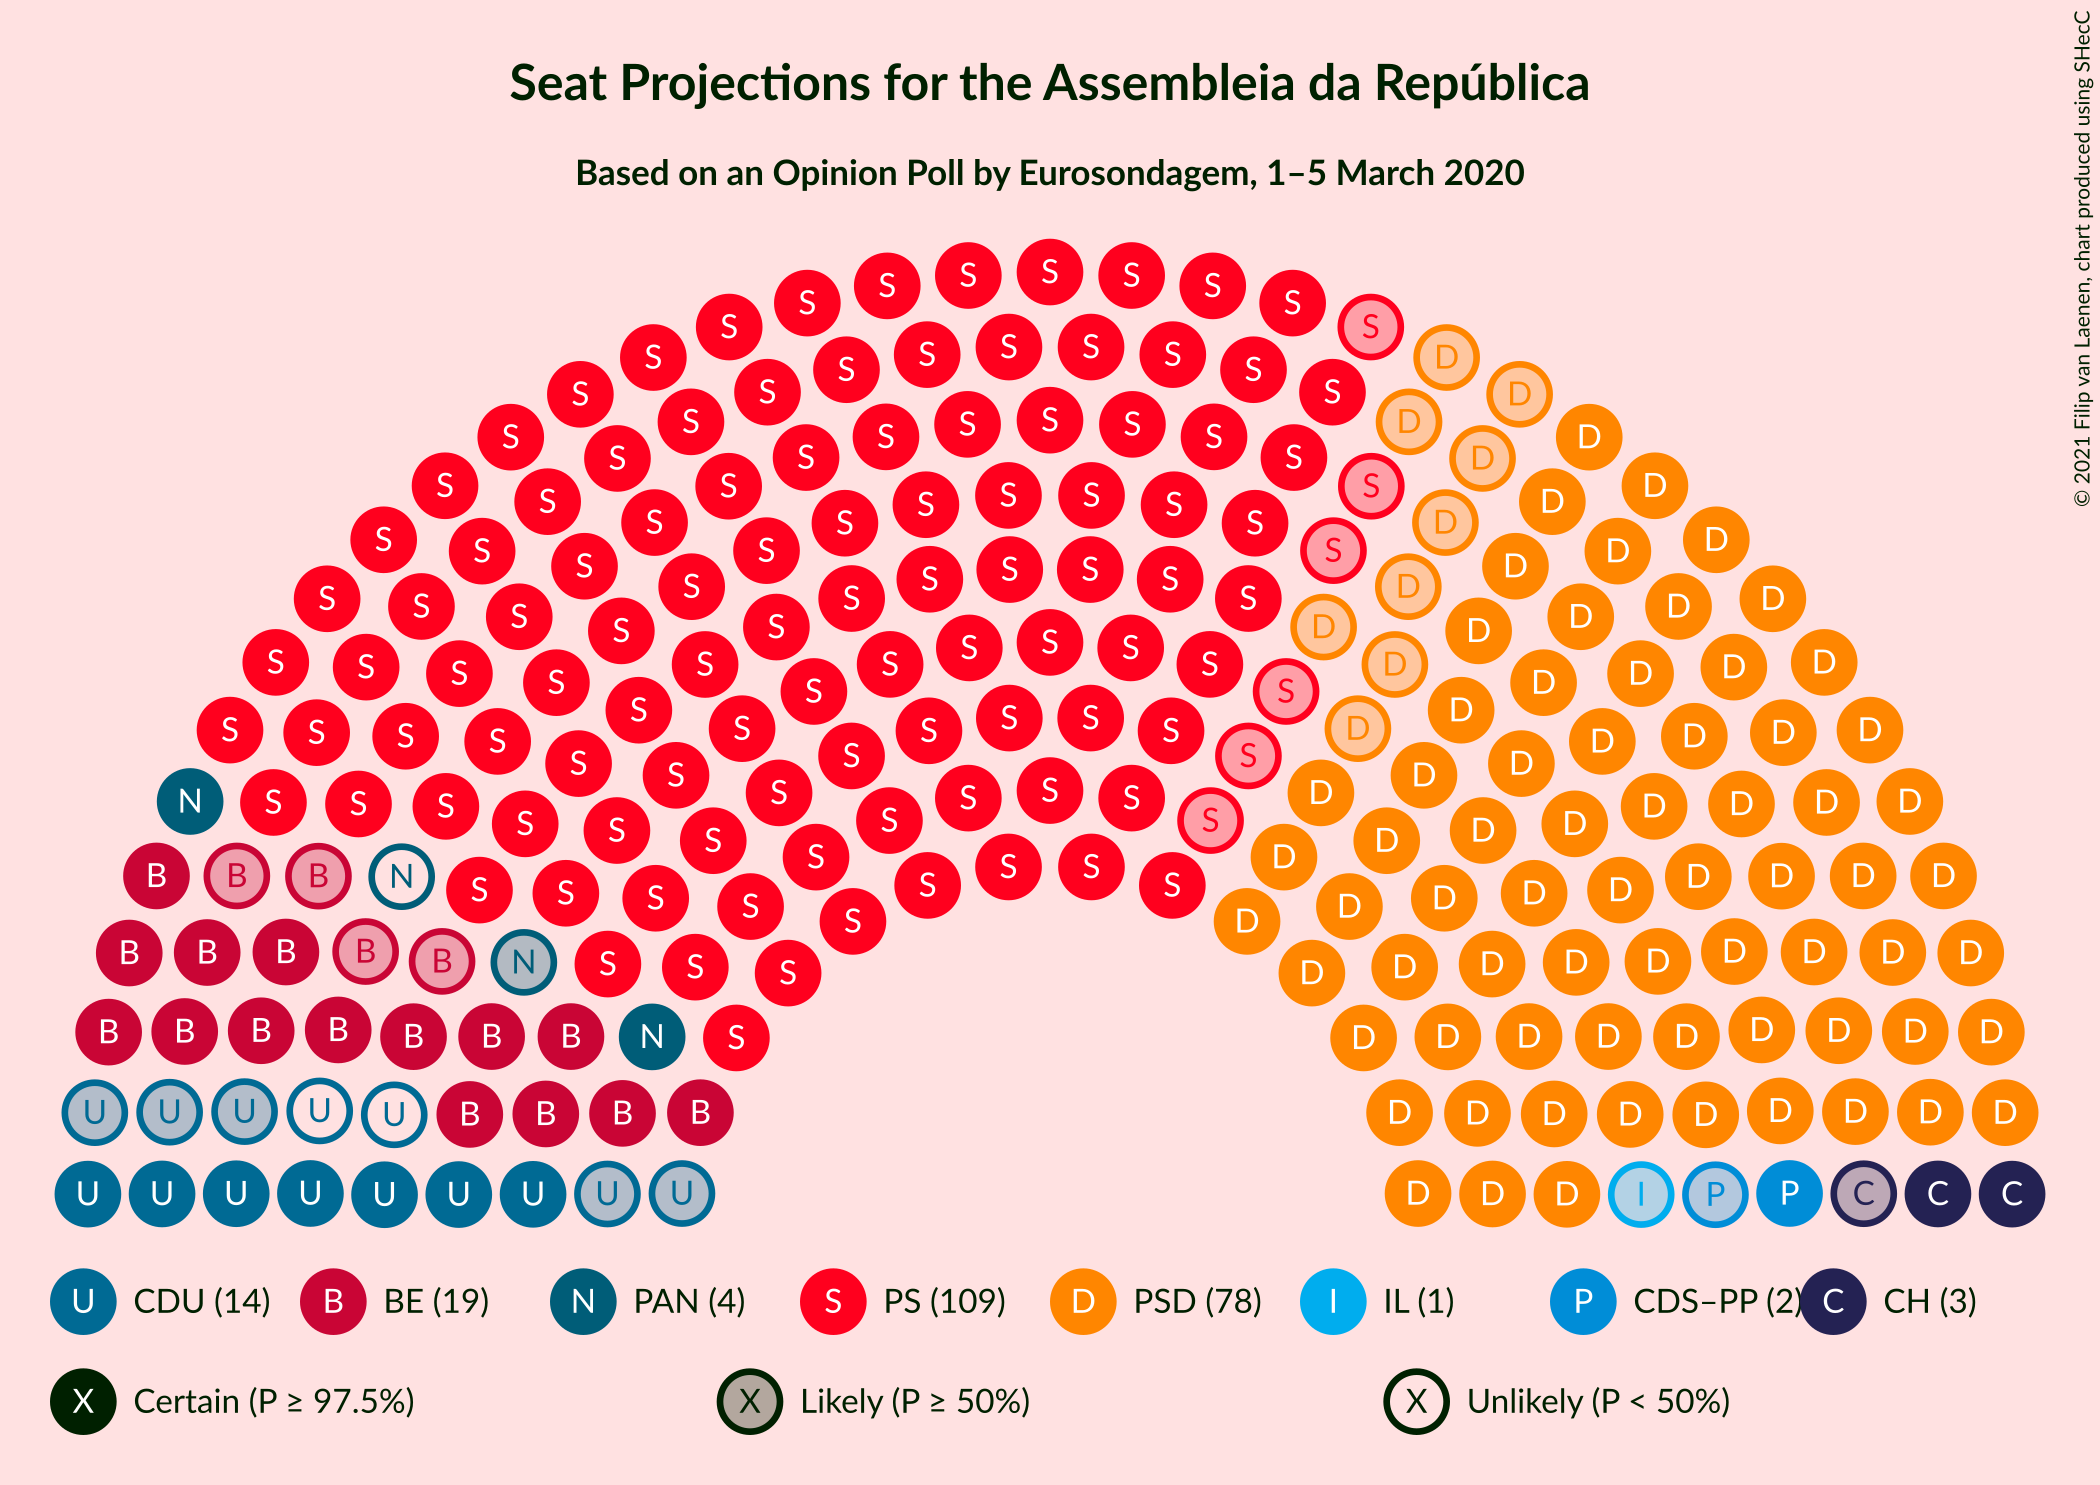 Seat Projections for the Assembleia da República
Based on an Opinion Poll by Eurosondagem, 1–5 March 2020
© 2021 Filip van Laenen, chart produced using SHecC
U CDU (14) B BE (19) N PAN (4) S PS (109) D PSD (78) I IL (1) P CDS–PP (2) C CH (3)
X Certain (P ≥ 97.5%) X Likely (P ≥ 50%) X Unlikely (P < 50%)